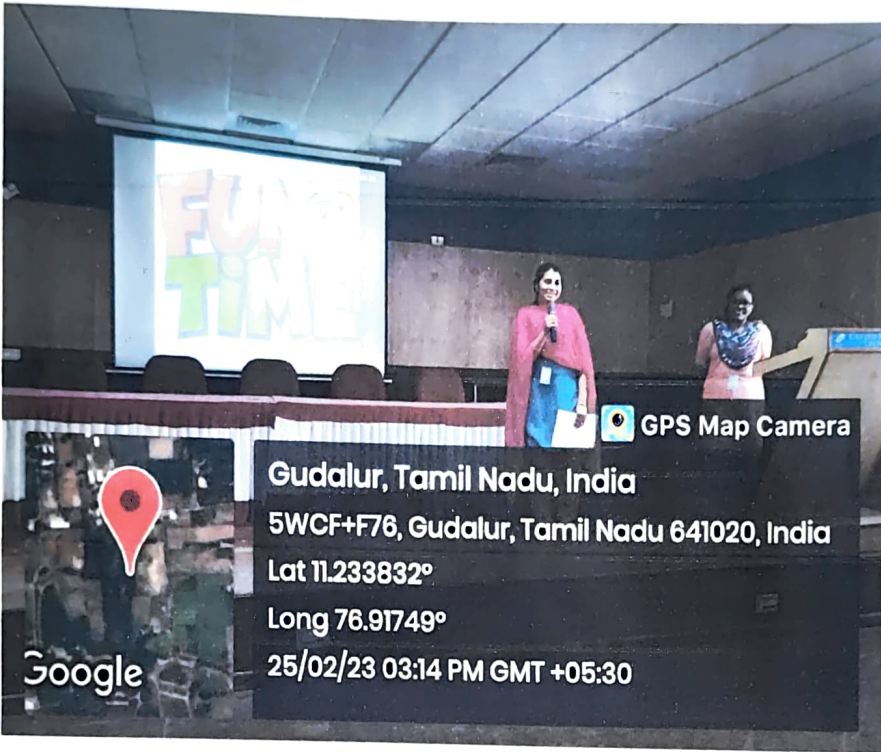 FUN
TiME
GPS Map Camera
Gudalur, Tamil Nadu, India
5WCF+F76, Gudalur, Tamil Nadu 641020, India
Lat 11.233832°
Long 76.91749°
25/02/23 03:14 PM GMT +05:30
Google